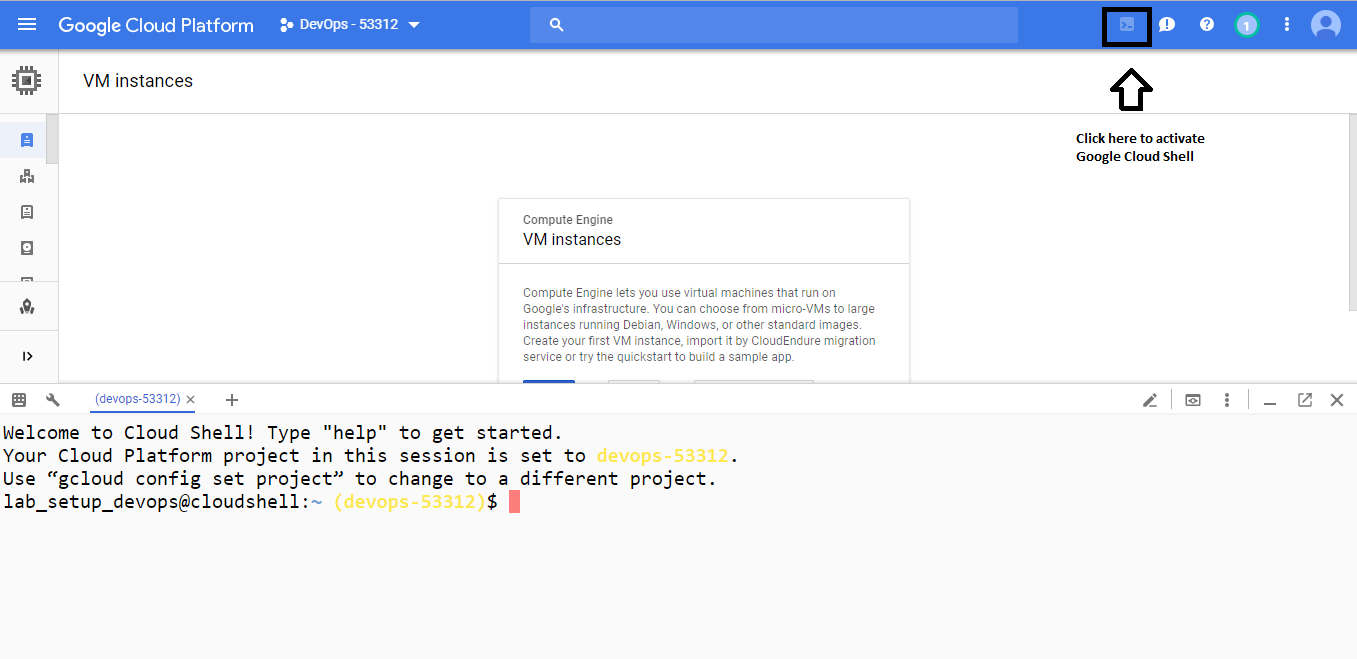 Google Cloud Platform
DevOps - 53312
1
VM instances
Click here to activate
Google Cloud Shell
Compute Engine
VM instances
Compute Engine lets you use virtual machines that run on
Google's infrastructure. You can choose from micro-VMs to large
instances running Debian, Windows, or other standard images.
Create your first VM instance, import it by CloudEndure migration
service or try the quickstart to build a sample app.
(devops-53312)
Welcome to Cloud Shell! Type "help" to get started.
Your Cloud Platform project in this session is set to devops-53312.
Use “gcloud config set project” to change to a different project.
lab_setup_devops@cloudshell:~ (devops-53312)$